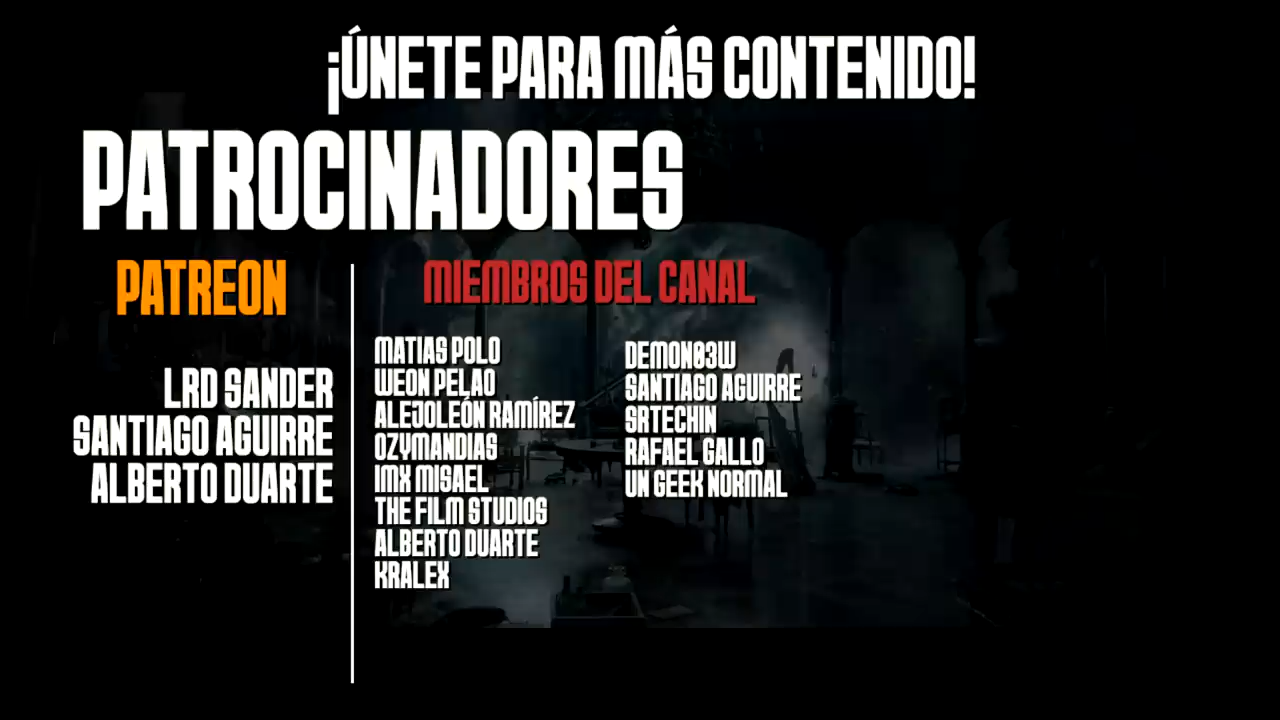 ¡ÚNETE PARA MÁS CONTENIDO!
PATROCINADORES
PATREON
LRD SANDER
SANTIAGO AGUIRRE
ALBERTO DUARTE
MIEMBROS DEL CANAL
MATIAS POLO
WEON PELAO
ALEJOLEÓN RAMÍREZ
OZYMANDIAS
IMX MISAEL
THE FILM STUDIOS
ALBERTO DUARTE
KRALEX
DEMON03W
SANTIAGO AGUIRRE
SRTECHIN
RAFAEL GALLO
UN GEEK NORMAL